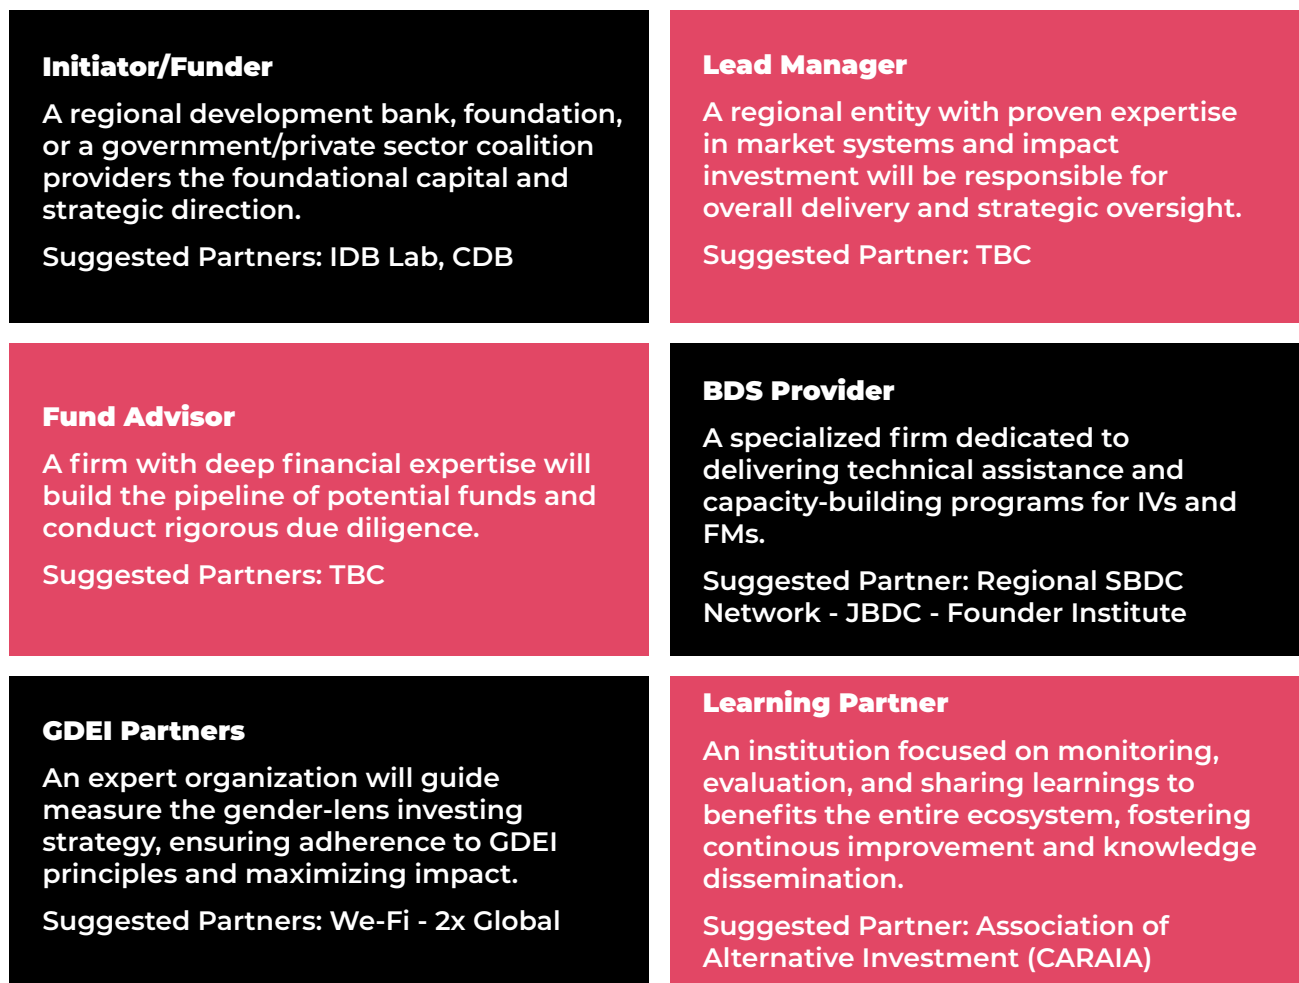 Initiator/Funder
A regional development bank, foundation,
or a government/private sector coalition
providers the foundational capital and
strategic direction.
Suggested Partners: IDB Lab, CDB
Lead Manager
A regional entity with proven expertise
in market systems and impact
investment will be responsible for
overall delivery and strategic oversight.
Suggested Partner: TBC
Fund Advisor
A firm with deep financial expertise will
build the pipeline of potential funds and
conduct rigorous due diligence.
Suggested Partners: TBC
BDS Provider
A specialized firm dedicated to
delivering technical assistance and
capacity-building programs for IVs and
FMs.
Suggested Partner: Regional SBDC
Network - JBDC - Founder Institute
GDEI Partners
An expert organization will guide
measure the gender-lens investing
strategy, ensuring adherence to GDEI
principles and maximizing impact.
Suggested Partners: We-Fi - 2x Global
Learning Partner
An institution focused on monitoring,
evaluation, and sharing learnings to
benefits the entire ecosystem, fostering
continous improvement and knowledge
dissemination.
Suggested Partner: Association of
Alternative Investment (CARAIA)